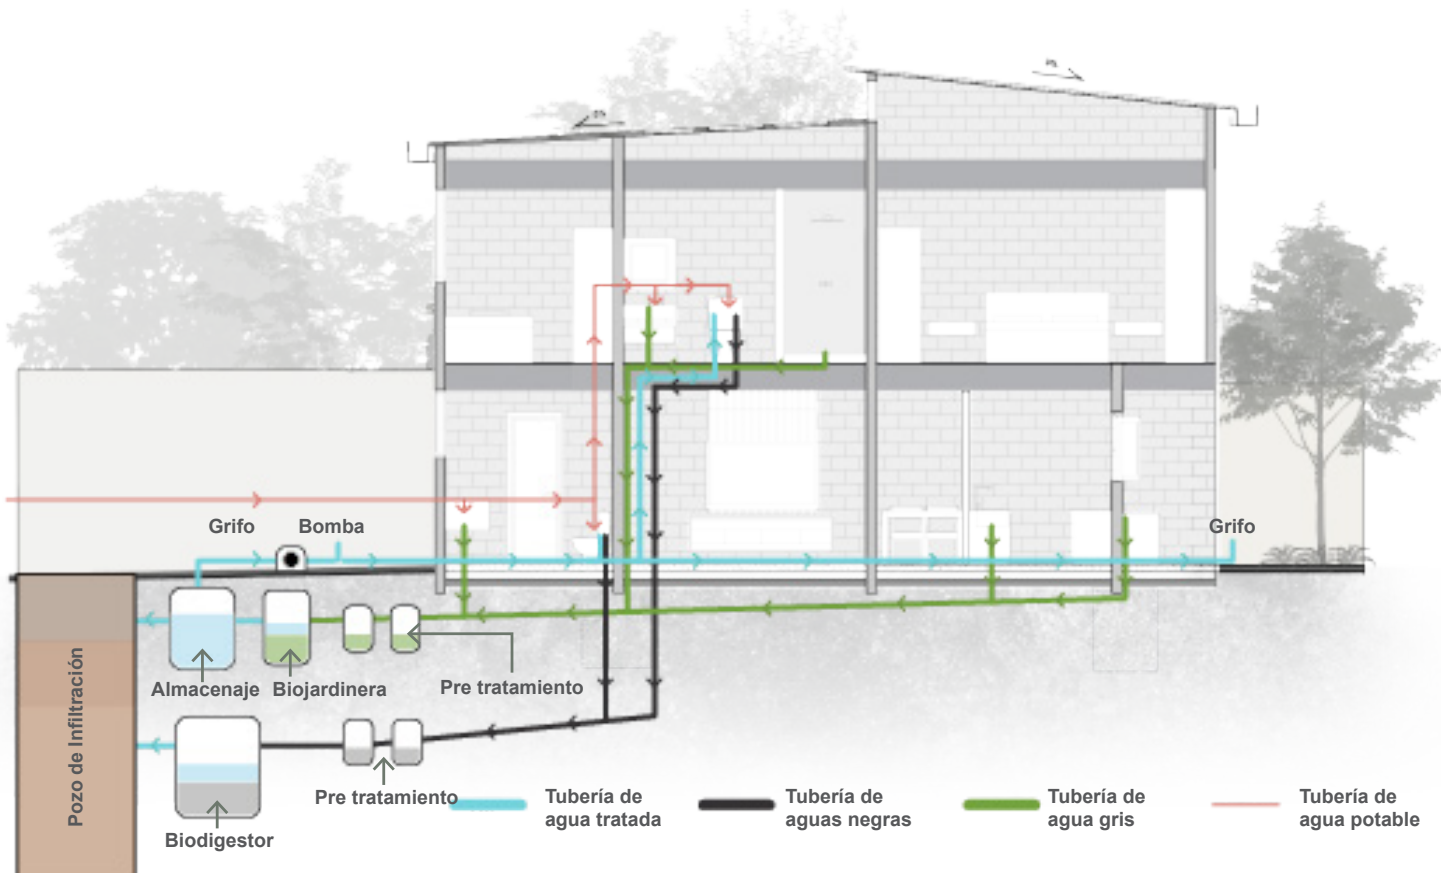 Grifo
Bomba
Grifo
Almacenaje
Biojardinera
Pre tratamiento
Pozo de Infiltración
Pre tratamiento
Biodigestor
Tubería de
agua tratada
Tubería de
aguas negras
Tubería de
agua gris
Tubería de
agua potable